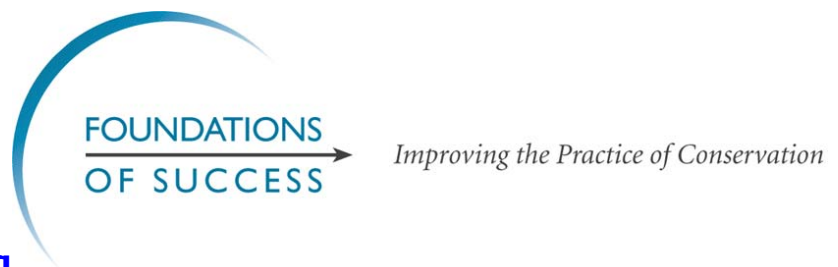 FOUNDATIONS
OF SUCCESS
Improving the Practice of Conservation